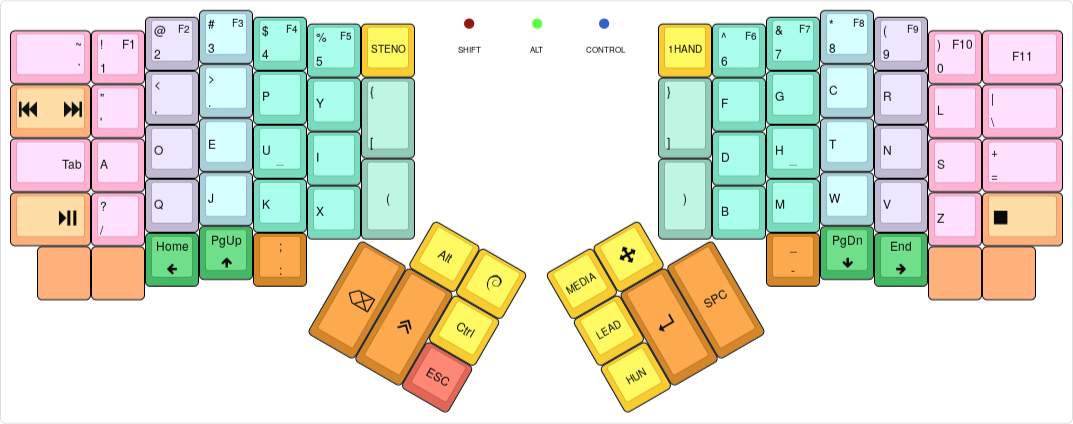 ~
`
! F1
1
@ F2
2
# F3
3
$ F4
4
% F5
5
STENO
SHIFT
ALT
CONTROL
1HAND
^ F6
6
& F7
7
* F8
8
( F9
9
) F10
0
F11
"
,
<
,
>
.
P
Y
{
[
}
]
F
G
C
R
L
|
\
Tab
A
O
E
U _
I
D
H _
T
N
S
+
=
?
/
Q
J
K
X
(
)
B
M
W
V
Z
Home
PgUp
;
:
_
-
PgDn
End
Alt
Ctrl
ESC
MEDIA
LEAD
HUN
SPC